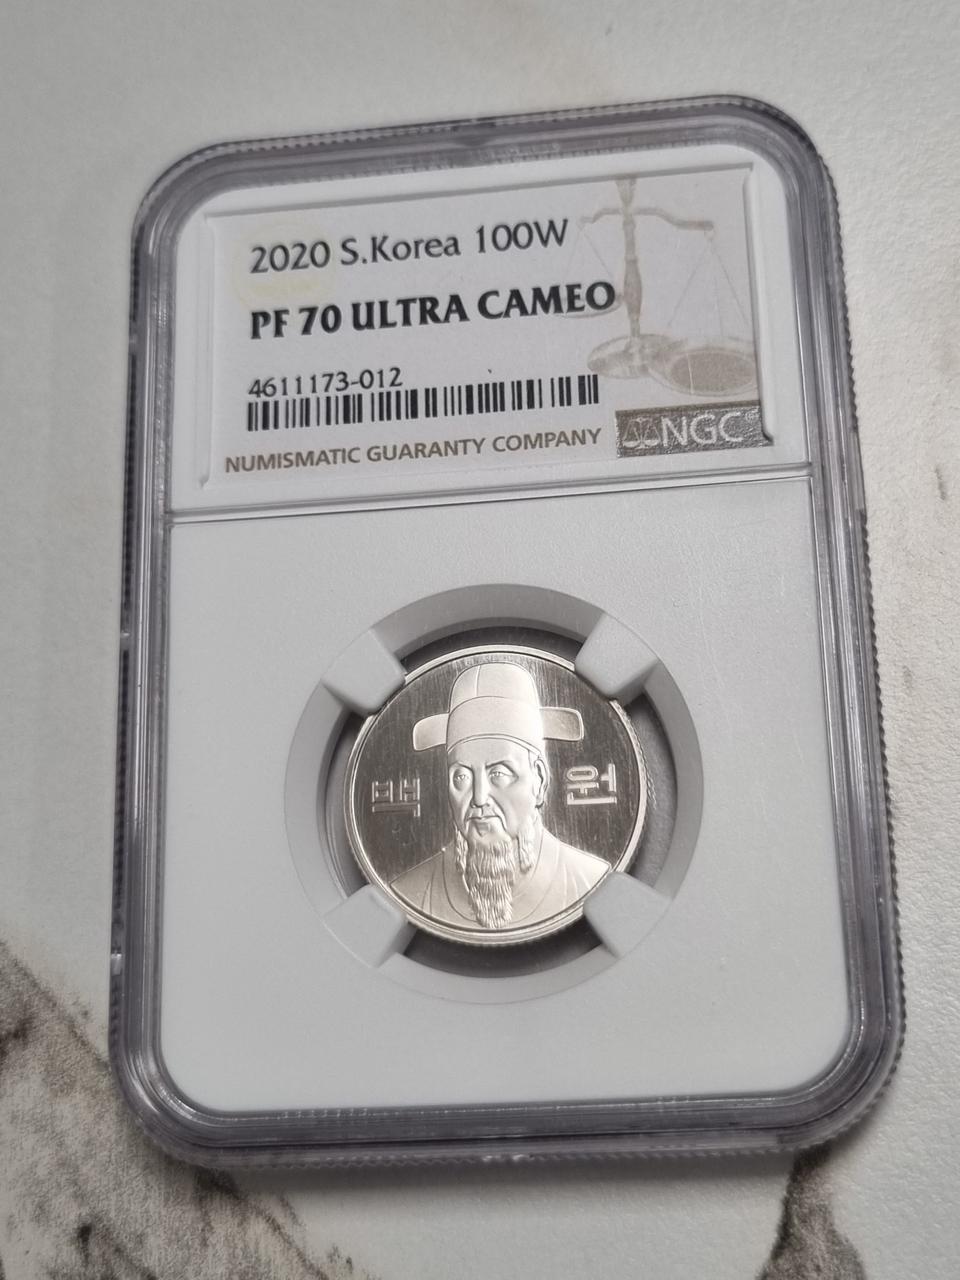 2020 S.Korea 100W
PF 70 ULTRA CAMEO
4611173-012
NUMISMATIC GUARANTY COMPANY
NGC
백 원